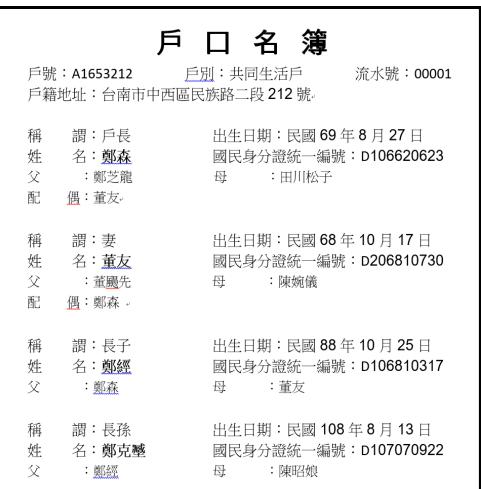 戶 口 名 簿
戶號：A1653212 戶別：共同生活戶 流水號：00001
戶籍地址：台南市中西區民族路二段 212 號
稱 謂：戶長 出生日期：民國 69 年 8 月 27 日
姓 名：鄭森 國民身分證統一編號：D106620623
父 ：鄭芝龍 母 ：田川松子
配 偶：董友
稱 謂：妻 出生日期：民國 68 年 10 月 17 日
姓 名：董友 國民身分證統一編號：D206810730
父 ：董颺先 母 ：陳婉儀
配 偶：鄭森
稱 謂：長子 出生日期：民國 88 年 10 月 25 日
姓 名：鄭經 國民身分證統一編號：D106810317
父 ：鄭森 母 ：董友
稱 謂：長孫 出生日期：民國 108 年 8 月 13 日
姓 名：鄭克𡒉 國民身分證統一編號：D107070922
父 ：鄭經 母 ：陳昭娘